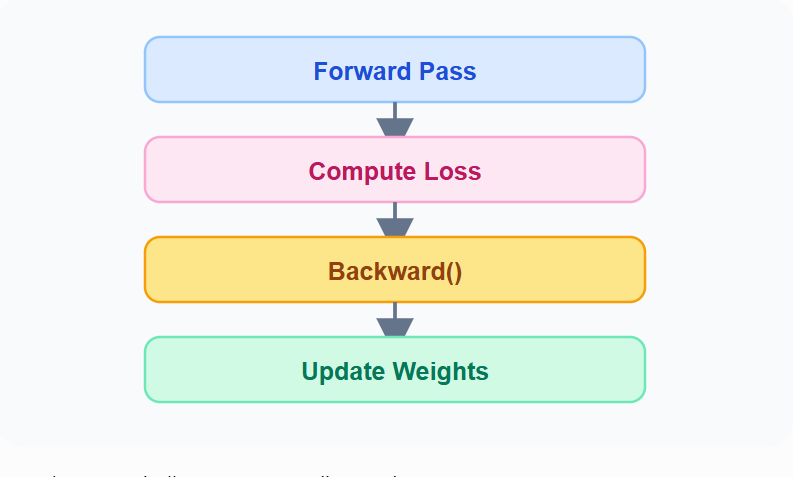 Forward Pass
Compute Loss
Backward()
Update Weights